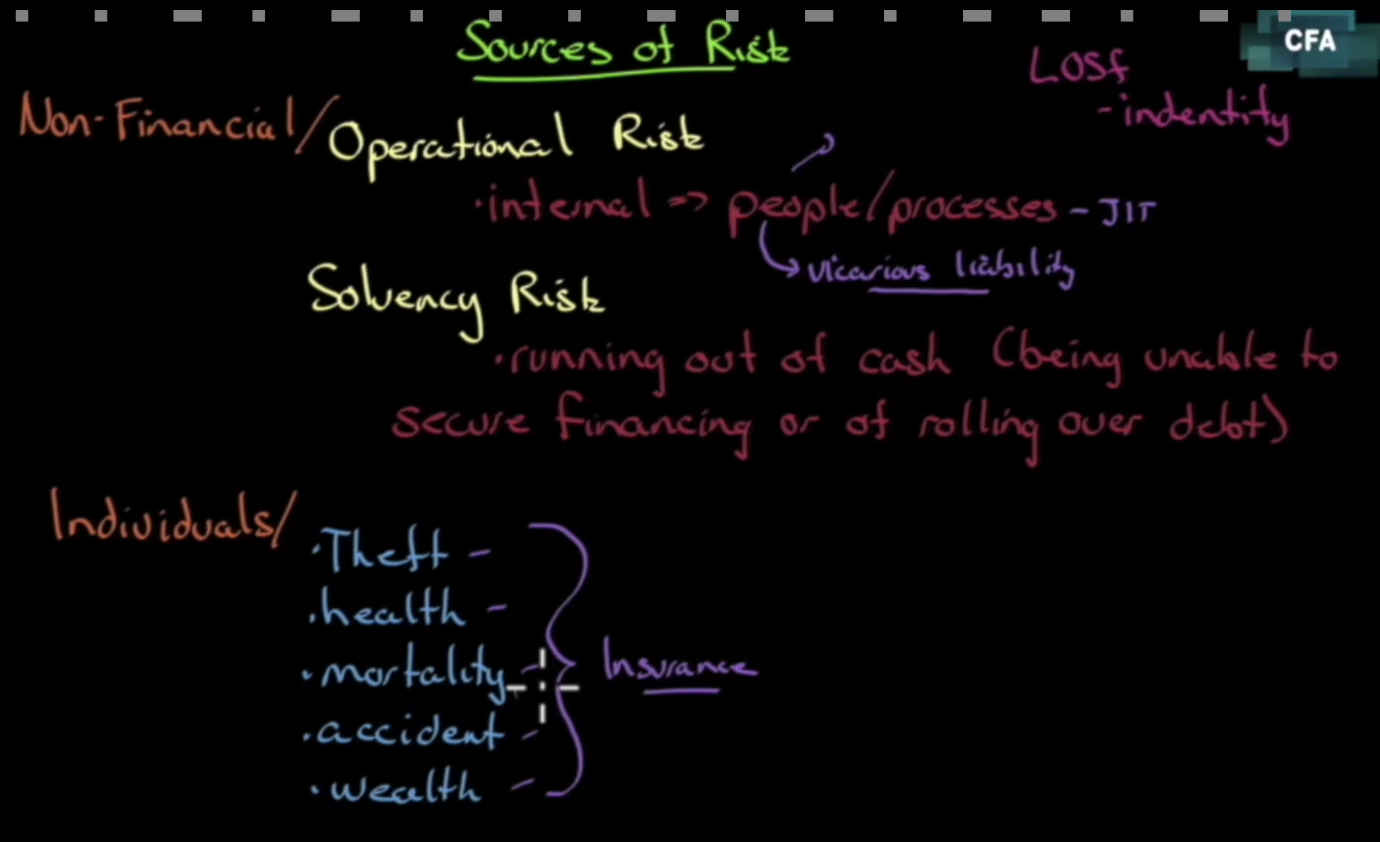 Sources of Risk
CFA
LOSf
- indentity
Non-Financial/
Operational Risk
• internal => people/processes - JIT
vicarious liability
Solvency Risk
• running out of cash (being unable to
secure financing or of rolling over debt)
Individuals/
• Theft -
• health -
• mortality -
• accident -
• wealth -
Insurance